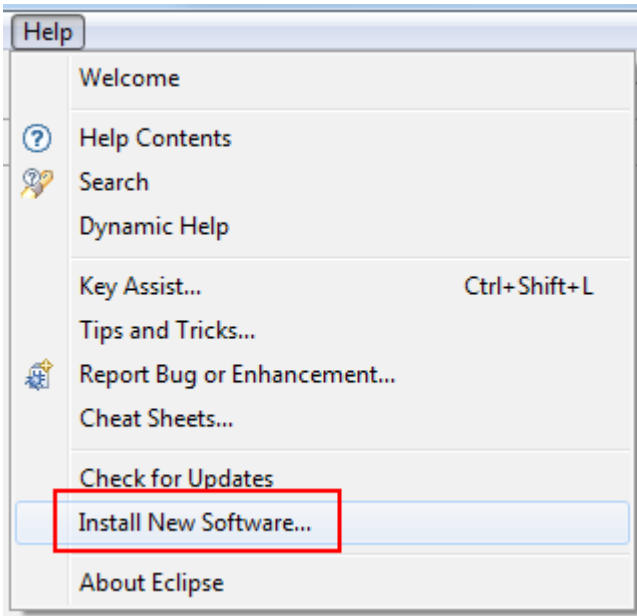 Help
Welcome
Help Contents
Search
Dynamic Help
Key Assist... Ctrl+Shift+L
Tips and Tricks...
Report Bug or Enhancement...
Cheat Sheets...
Check for Updates
Install New Software...
About Eclipse